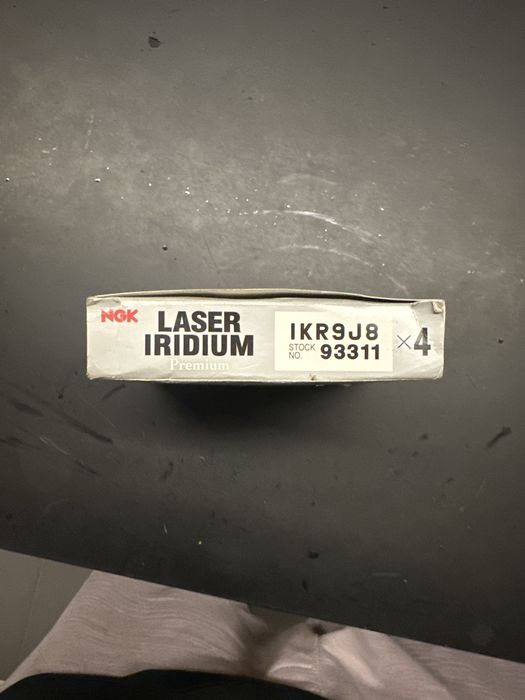 NGK
LASER
IRIDIUM
Premium
IKR9J8
STOCK NO. 93311
×4